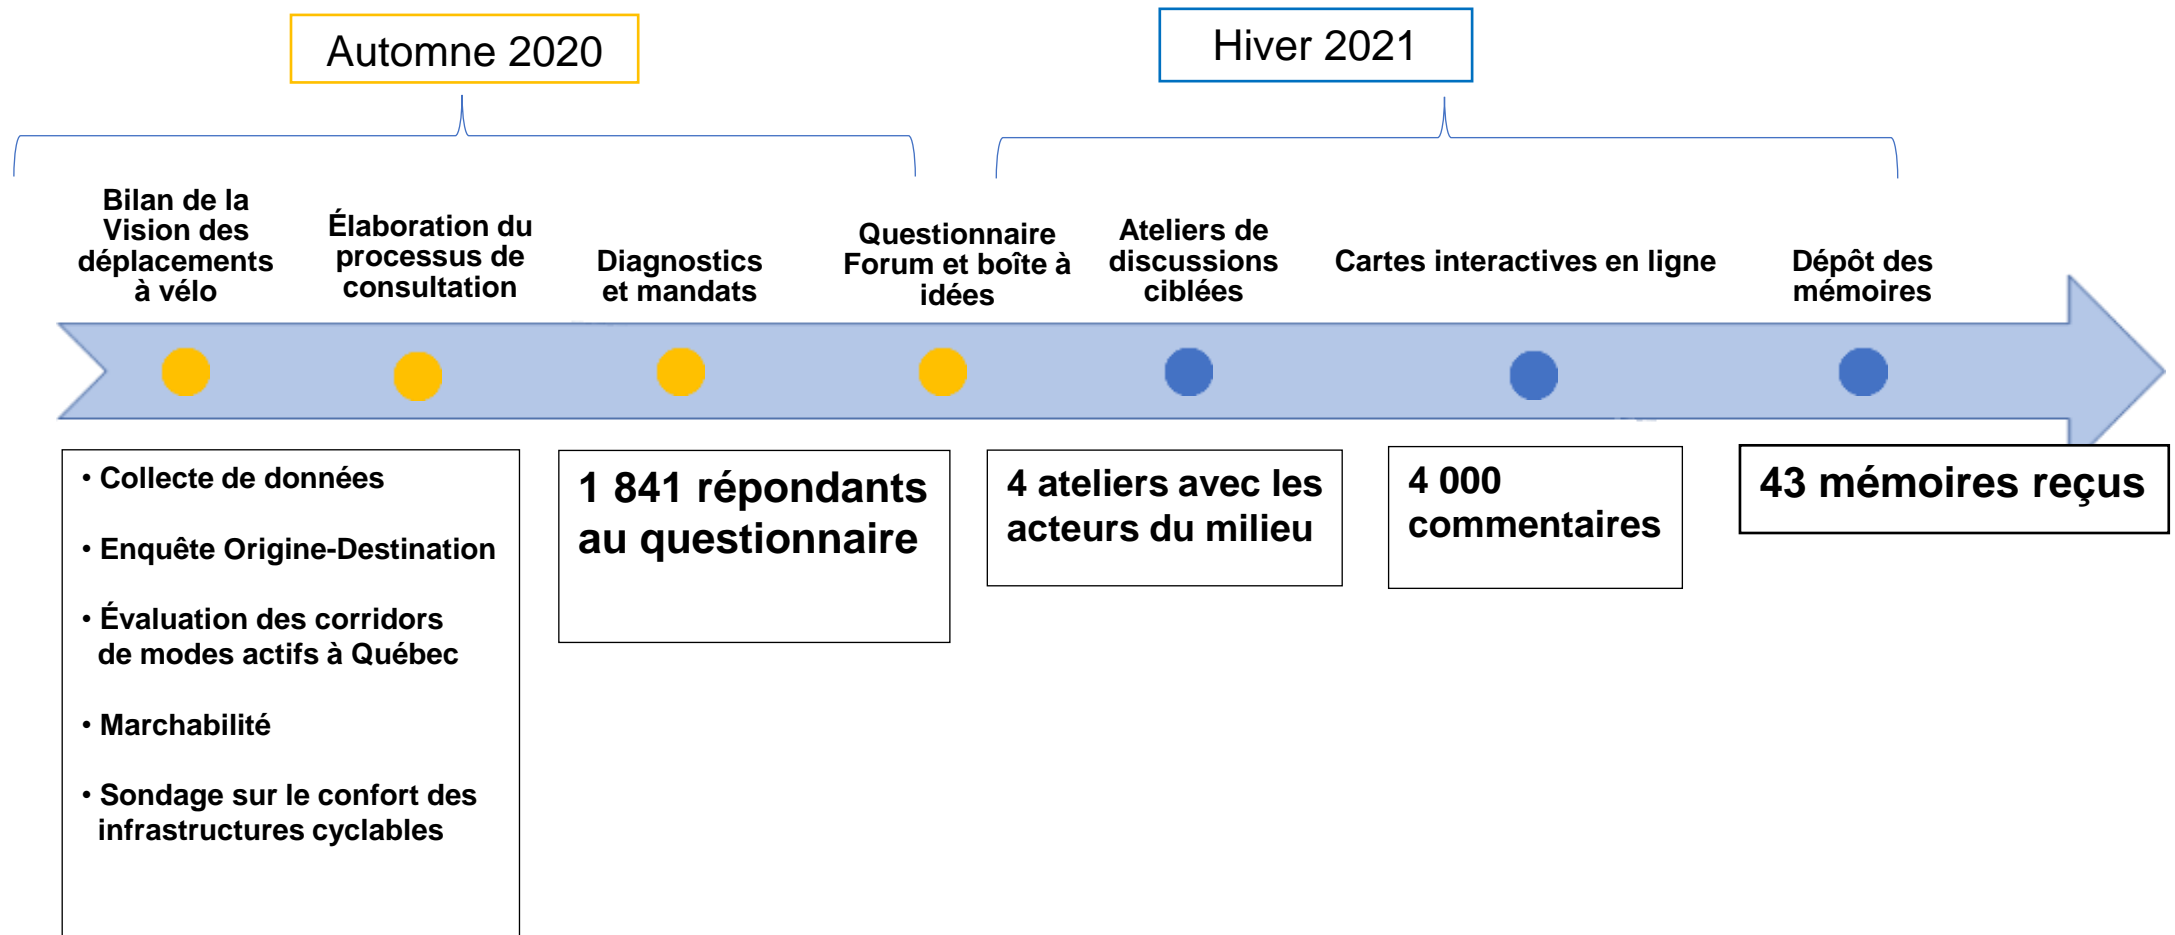 Automne 2020
Hiver 2021
Bilan de la
Vision des
déplacements
à vélo
Élaboration du
processus de
consultation
Diagnostics
et mandats
Questionnaire
Forum et boîte à
idées
Ateliers de
discussions
ciblées
Cartes interactives en ligne
Dépôt des
mémoires
• Collecte de données
• Enquête Origine-Destination
• Évaluation des corridors
de modes actifs à Québec
• Marchabilité
• Sondage sur le confort des
infrastructures cyclables
1 841 répondants
au questionnaire
4 ateliers avec les
acteurs du milieu
4 000
commentaires
43 mémoires reçus